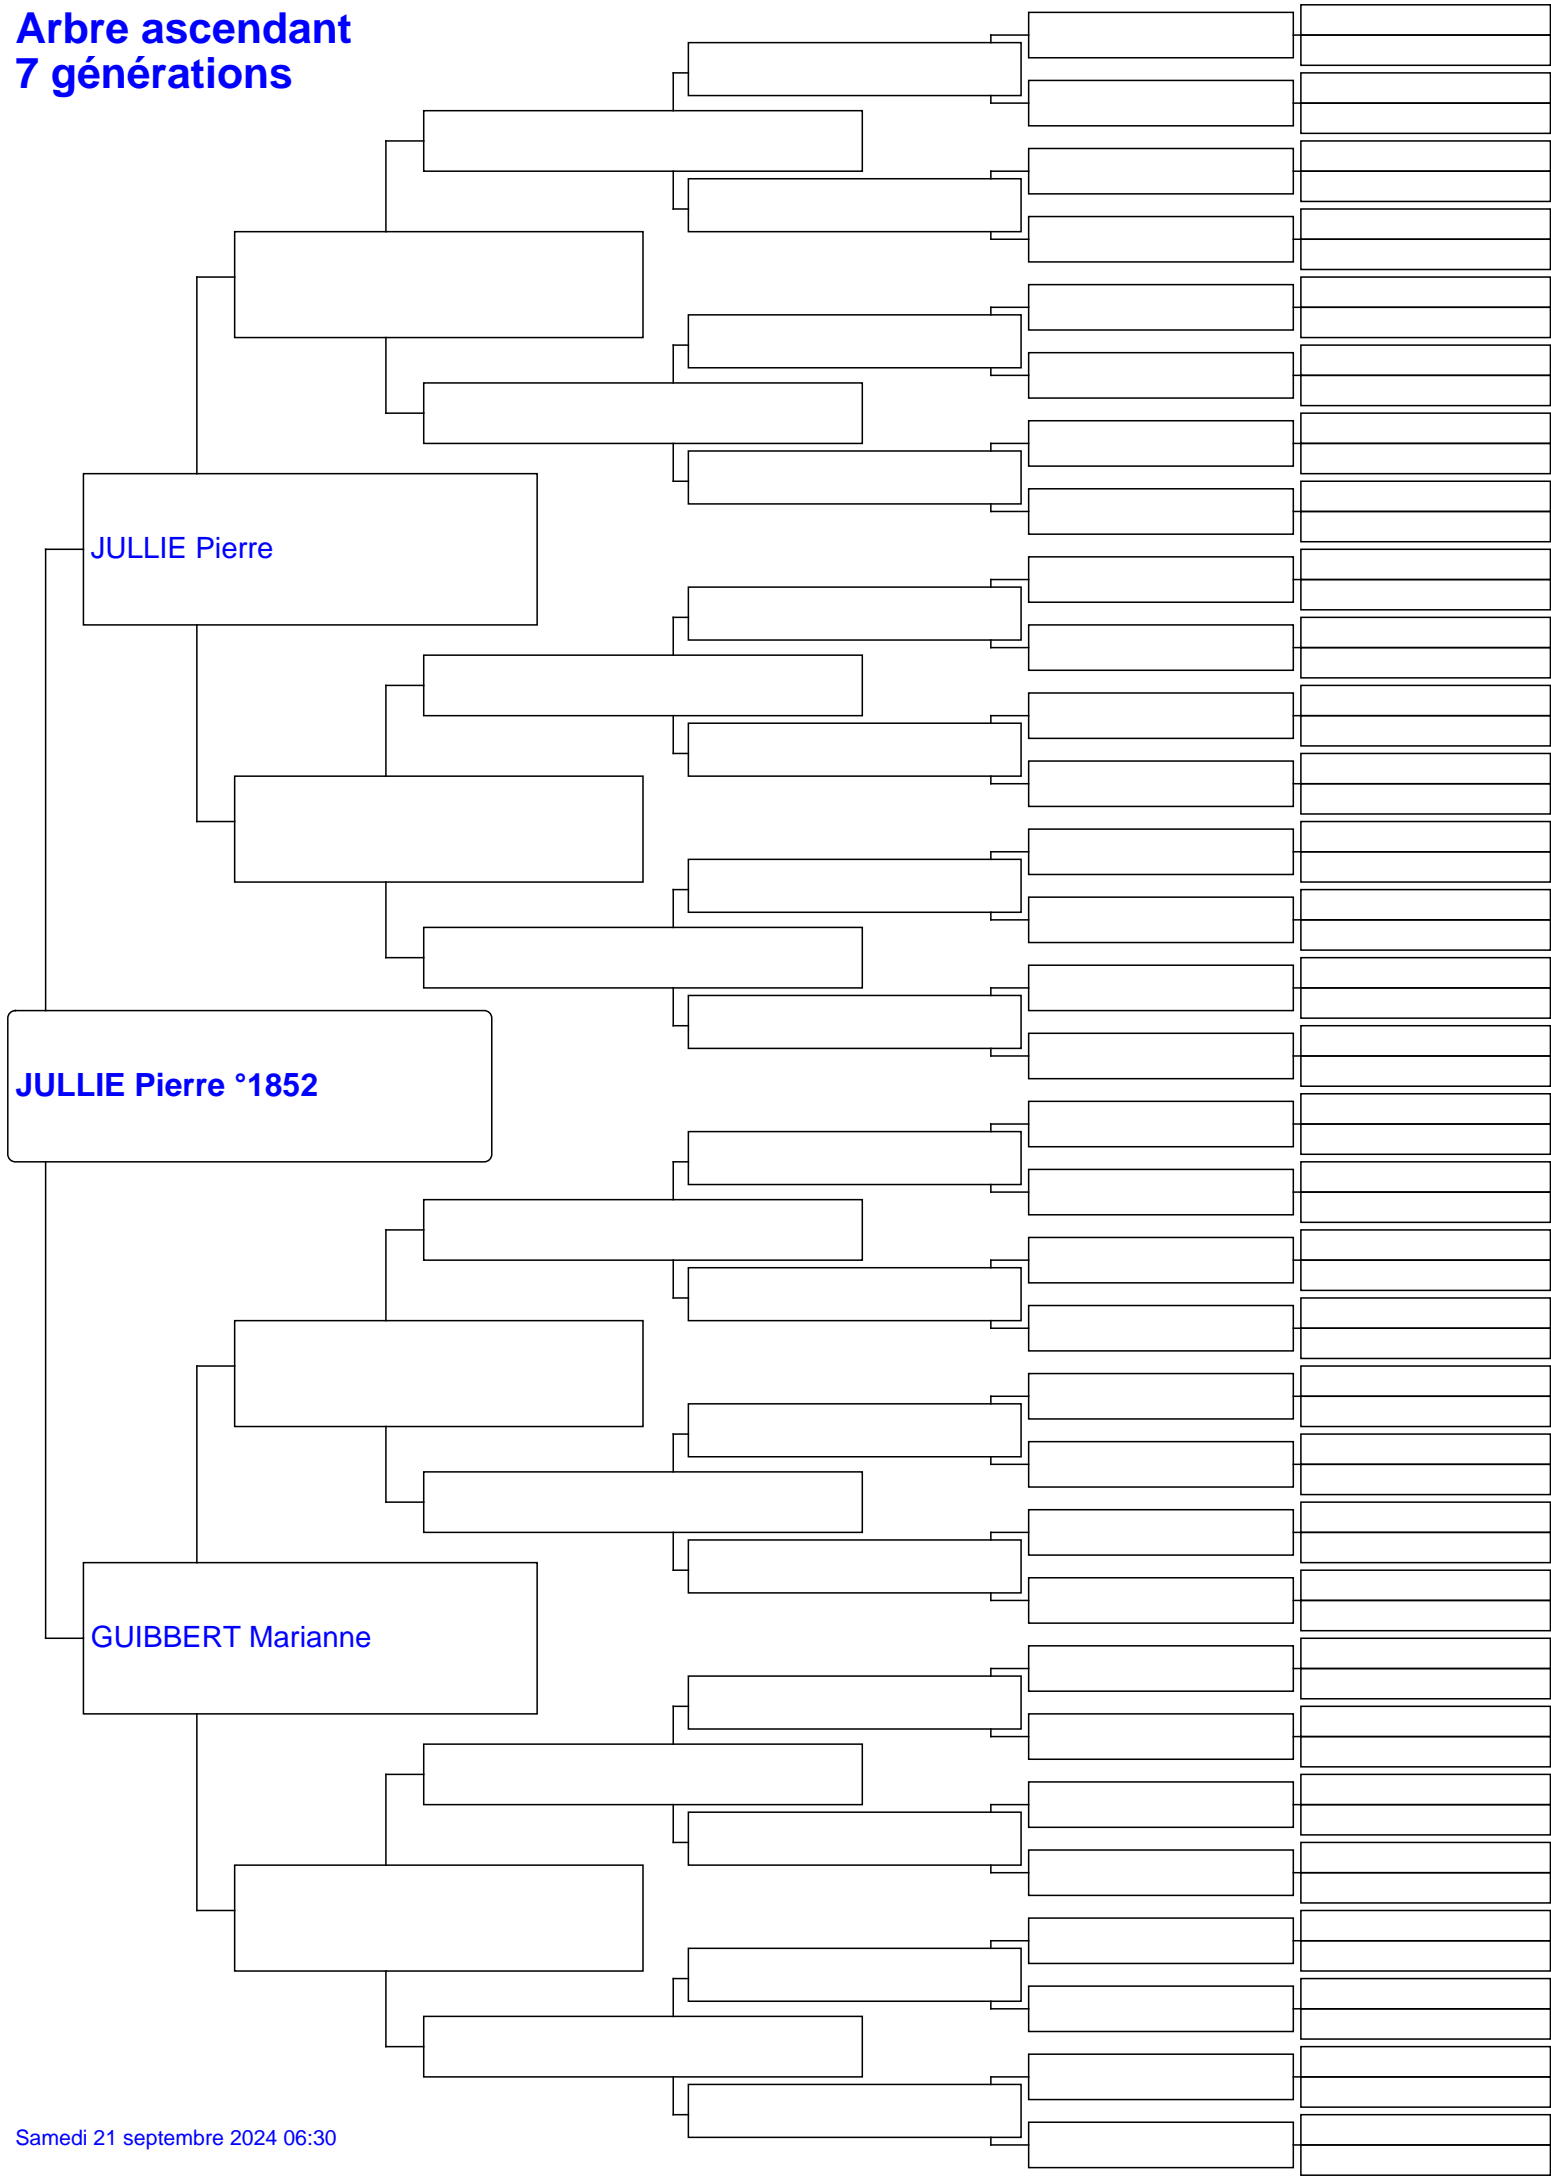 Arbre ascendant
7 générations
JULLIE Pierre
JULLIE Pierre °1852
GUIBBERT Marianne
Samedi 21 septembre 2024 06:30